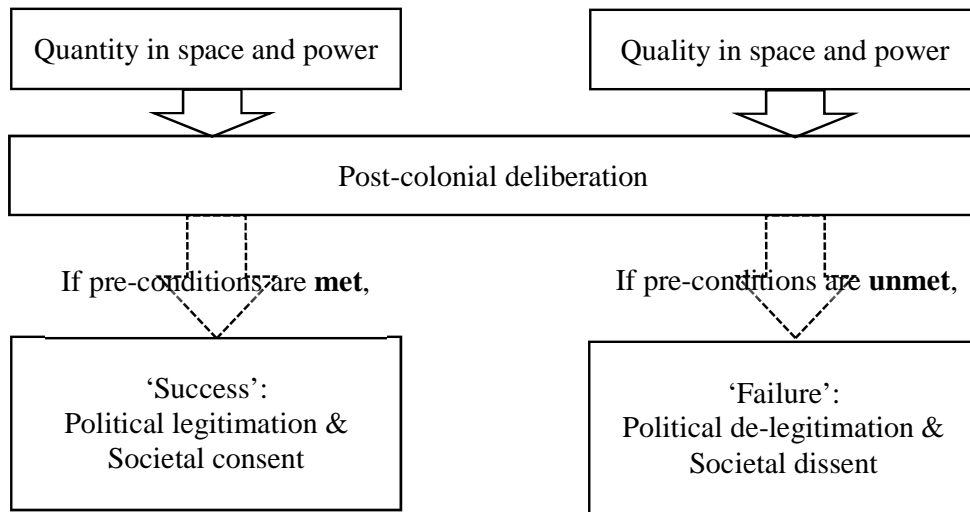 Quantity in space and power
Quality in space and power
Post-colonial deliberation
If pre-conditions are met,
If pre-conditions are unmet,
‘Success’:
Political legitimation &
Societal consent
‘Failure’:
Political de-legitimation &
Societal dissent